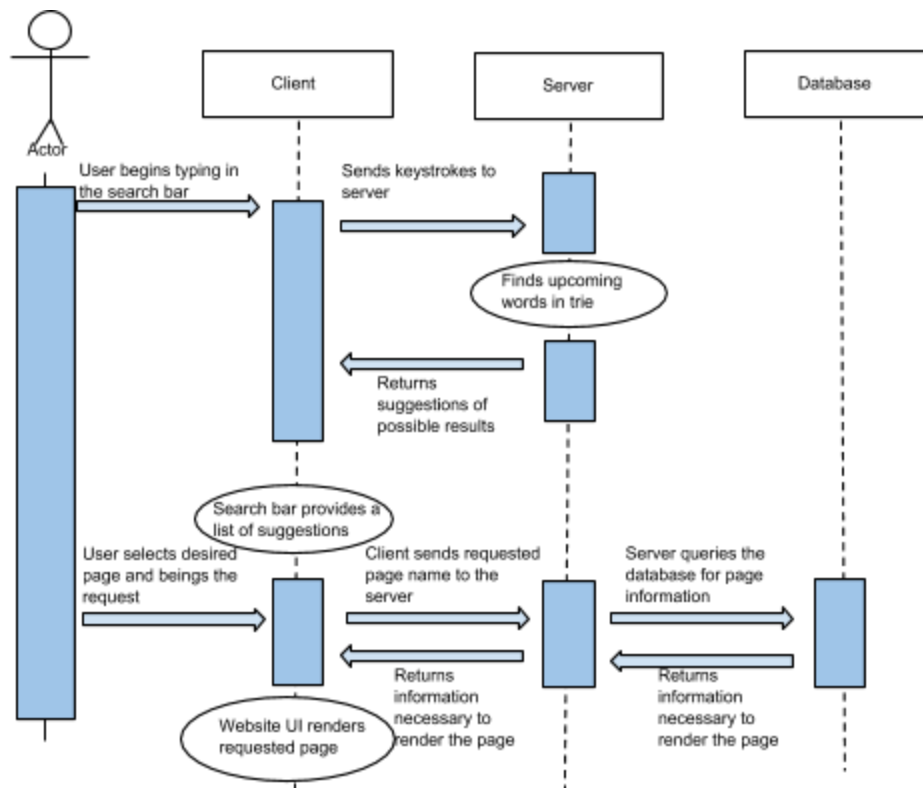 Client
Server
Database
Actor
User begins typing in
the search bar
Sends keystrokes to
server
Finds upcoming
words in trie
Returns
suggestions of
possible results
Search bar provides a
list of suggestions
User selects desired
page and beings the
request
Client sends requested
page name to the
server
Server queries the
database for page
information
Returns
information
necessary to
render the page
Returns
information
necessary to
render the page
Website UI renders
requested page